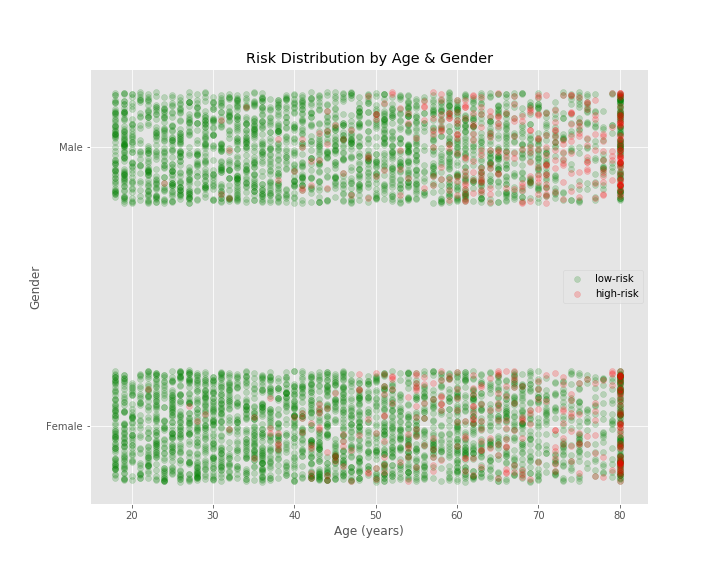 Risk Distribution by Age & Gender
Male
Gender
low-risk
high-risk
Female
20 30 40 50 60 70 80
Age (years)